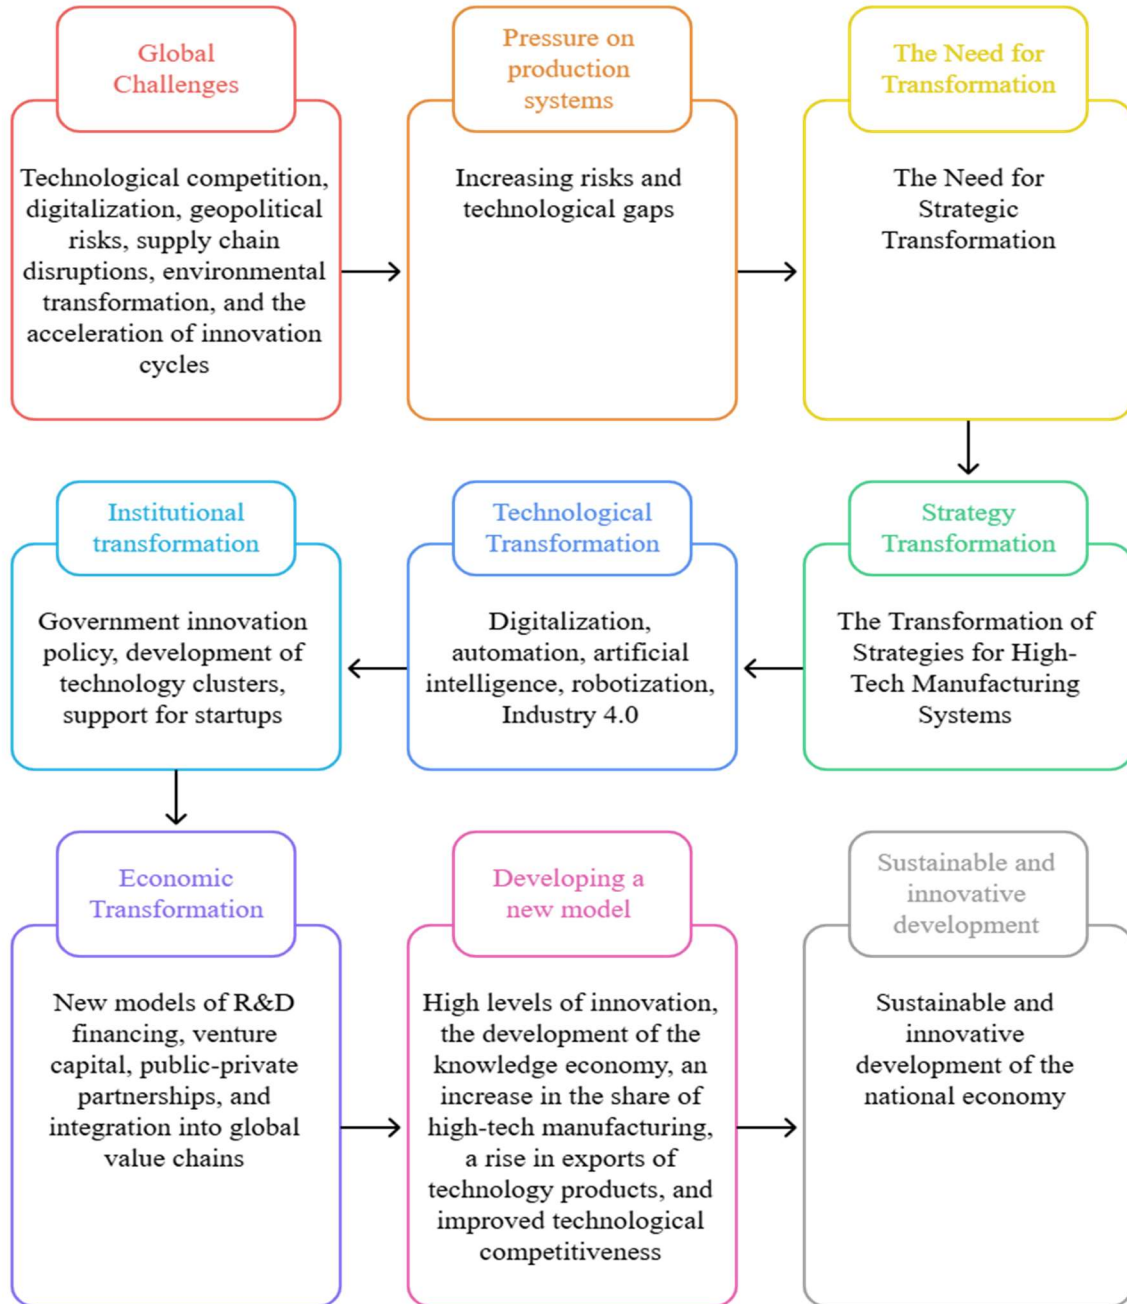 Global
Challenges
Technological competition,
digitalization, geopolitical
risks, supply chain
disruptions, environmental
transformation, and the
acceleration of innovation
cycles
Pressure on
production
systems
Increasing risks and
technological gaps
The Need for
Transformation
The Need for
Strategic
Transformation
Strategy
Transformation
The Transformation of
Strategies for High-
Tech Manufacturing
Systems
Technological
Transformation
Digitalization,
automation, artificial
intelligence, robotization,
Industry 4.0
Institutional
transformation
Government innovation
policy, development of
technology clusters,
support for startups
Economic
Transformation
New models of R&D
financing, venture
capital, public-private
partnerships, and
integration into global
value chains
Developing a
new model
High levels of innovation,
the development of the
knowledge economy, an
increase in the share of
high-tech manufacturing,
a rise in exports of
technology products, and
improved technological
competitiveness
Sustainable and
innovative
development
Sustainable and
innovative
development of the
national economy